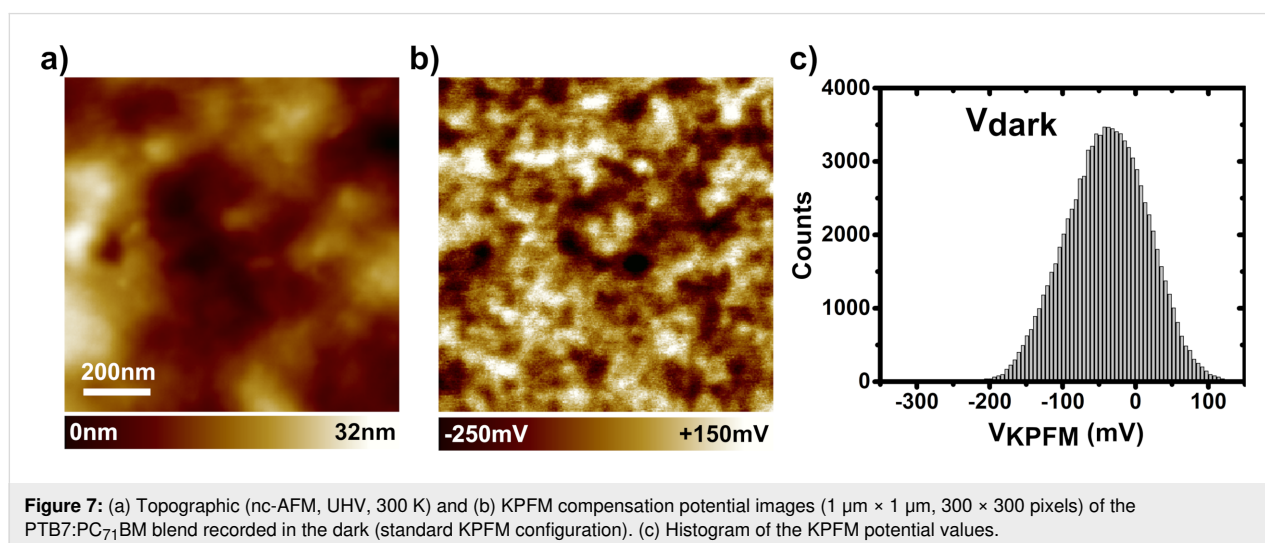 a)
b)
c)
200nm
0nm
32nm
-250mV
+150mV
Vdark
4000
3000
2000
1000
0
Counts
-300
-200
-100
0
100
VKPFM (mV)
Figure 7: (a) Topographic (nc-AFM, UHV, 300 K) and (b) KPFM compensation potential images (1 µm × 1 µm, 300 × 300 pixels) of the
PTB7:PC71BM blend recorded in the dark (standard KPFM configuration). (c) Histogram of the KPFM potential values.